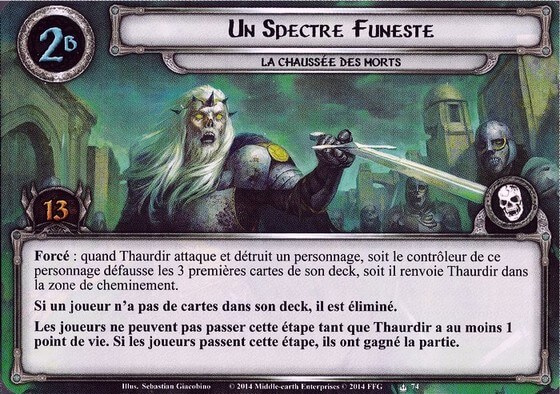 Un Spectre Funeste
2B
La Chaussée des Morts
13
Forcé : quand Thaurdir attaque et détruit un personnage, soit le contrôleur de ce
personnage défausse les 3 premières cartes de son deck, soit il renvoie Thaurdir dans
la zone de cheminement.
Si un joueur n'a pas de cartes dans son deck, il est éliminé.
Les joueurs ne peuvent pas passer cette étape tant que Thaurdir a au moins 1
point de vie. Si les joueurs passent cette étape, ils ont gagné la partie.
Illus. Sebastian Giacobino © 2014 Middle-earth Enterprises © 2014 FFG 74